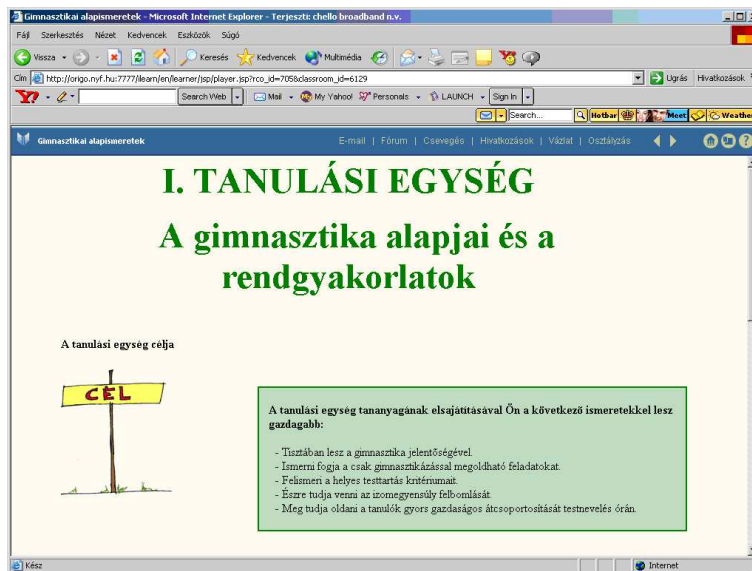 Gimnasztikai alapismeretek - Microsoft Internet Explorer - Terjeszti: chello broadband n.v.
Fájl Szerkesztés Nézet Kedvencek Eszközök Súgó
Vissza Keresés Kedvencek Multimédia
Cím http://origo.nyf.hu:7777/ilearn/en/learner/jsp/player.jsp?rco_id=705&classroom_id=6129 Ugrás Hivatkozások
Y! Search Web Mail My Yahoo! Personals LAUNCH Sign In
Search... Hotbar Meet Weather
Gimnasztikai alapismeretek E-mail | Fórum | Csevegés | Hivatkozások | Vázlat | Osztályzás
I. TANULÁSI EGYSÉG
A gimnasztika alapjai és a
rendgyakorlatok
A tanulási egység célja
CÉL
A tanulási egység tananyagának elsajátításával Ön a következő ismeretekkel lesz
gazdagabb:
- Tisztában lesz a gimnasztika jelentőségével.
- Ismerni fogja a csak gimnasztikázással megoldható feladatokat.
- Felismeri a helyes testtartás kritériumait.
- Észre tudja venni az izomegyensúly felbomlását.
- Meg tudja oldani a tanulók gyors gazdaságos átcsoportosítását testnevelés órán.
Kész Internet